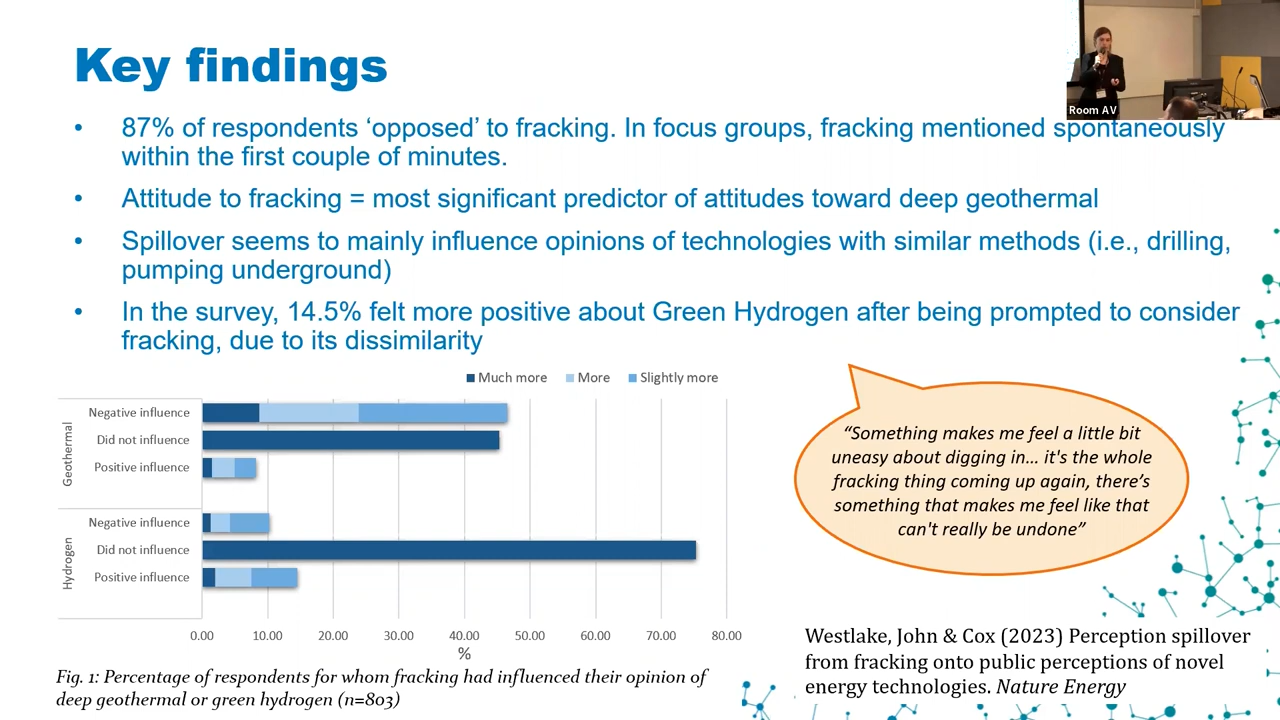 Key findings
Room AV
• 87% of respondents ‘opposed’ to fracking. In focus groups, fracking mentioned spontaneously
within the first couple of minutes.
• Attitude to fracking = most significant predictor of attitudes toward deep geothermal
• Spillover seems to mainly influence opinions of technologies with similar methods (i.e., drilling,
pumping underground)
• In the survey, 14.5% felt more positive about Green Hydrogen after being prompted to consider
fracking, due to its dissimilarity
Much more More Slightly more
Geothermal
Negative influence
Did not influence
Positive influence
Hydrogen
Negative influence
Did not influence
Positive influence
0.00 10.00 20.00 30.00 40.00 50.00 60.00 70.00 80.00
%
Fig. 1: Percentage of respondents for whom fracking had influenced their opinion of
deep geothermal or green hydrogen (n=803)
“Something makes me feel a little bit
uneasy about digging in… it's the whole
fracking thing coming up again, there’s
something that makes me feel like that
can't really be undone”
Westlake, John & Cox (2023) Perception spillover
from fracking onto public perceptions of novel
energy technologies. Nature Energy